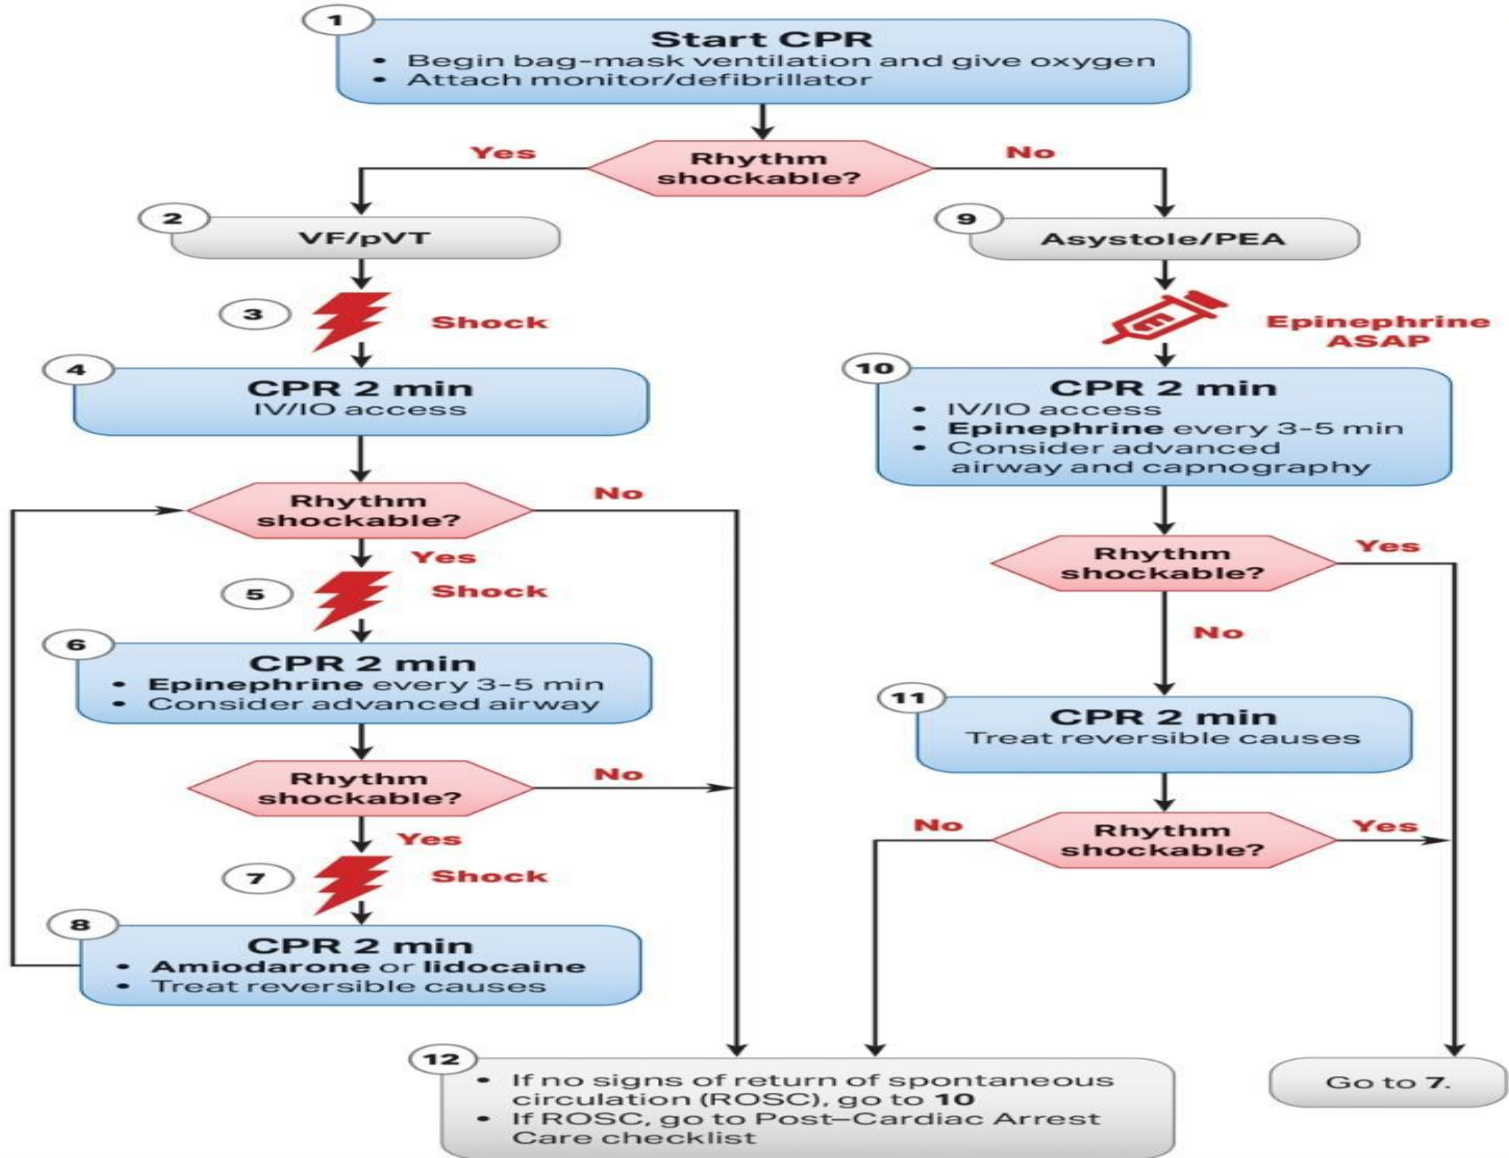 1
Start CPR
• Begin bag-mask ventilation and give oxygen
• Attach monitor/defibrillator
Rhythm
shockable?
Yes
No
2
VF/pVT
3
Shock
4
CPR 2 min
IV/IO access
Rhythm
shockable?
No
Yes
5
Shock
6
CPR 2 min
• Epinephrine every 3-5 min
• Consider advanced airway
Rhythm
shockable?
No
Yes
7
Shock
8
CPR 2 min
• Amiodarone or lidocaine
• Treat reversible causes
9
Asystole/PEA
E
Epinephrine
ASAP
10
CPR 2 min
• IV/IO access
• Epinephrine every 3-5 min
• Consider advanced
airway and capnography
Rhythm
shockable?
Yes
No
11
CPR 2 min
Treat reversible causes
Rhythm
shockable?
No
Yes
12
• If no signs of return of spontaneous
circulation (ROSC), go to 10
• If ROSC, go to Post–Cardiac Arrest
Care checklist
Go to 7.